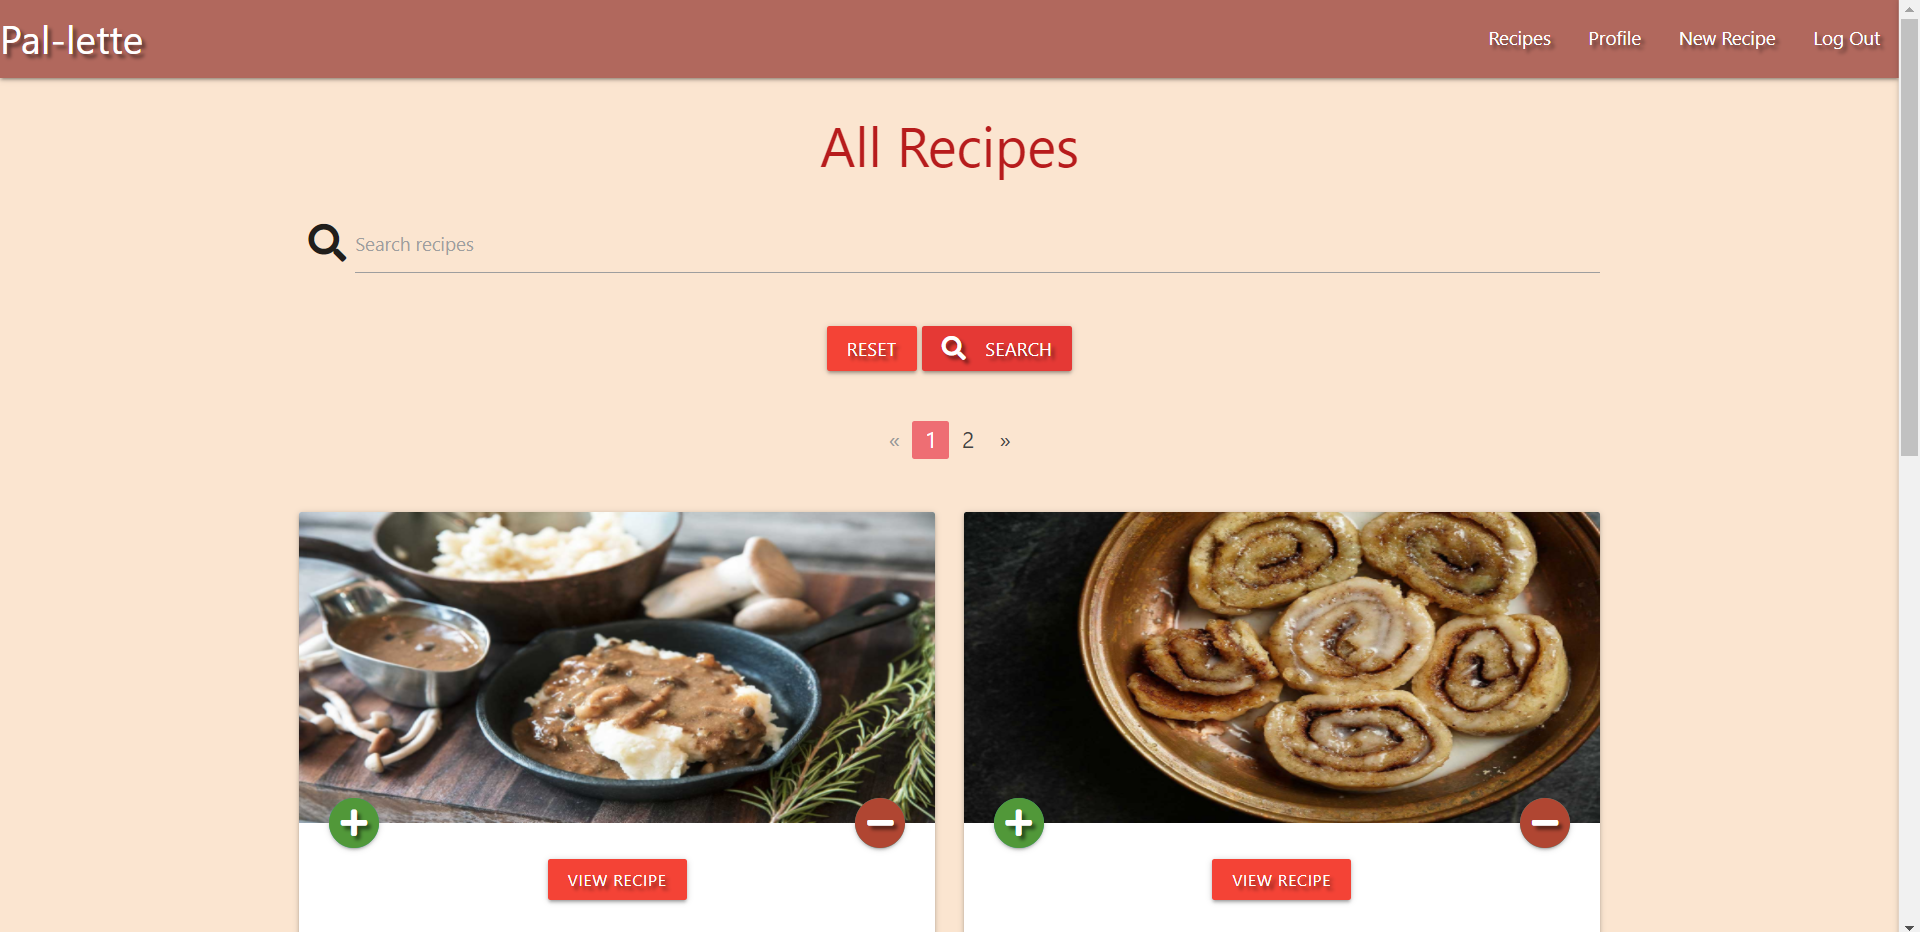 Pal-lette
Recipes Profile New Recipe Log Out
All Recipes
Search recipes
RESET SEARCH
« 1 2 »
VIEW RECIPE VIEW RECIPE